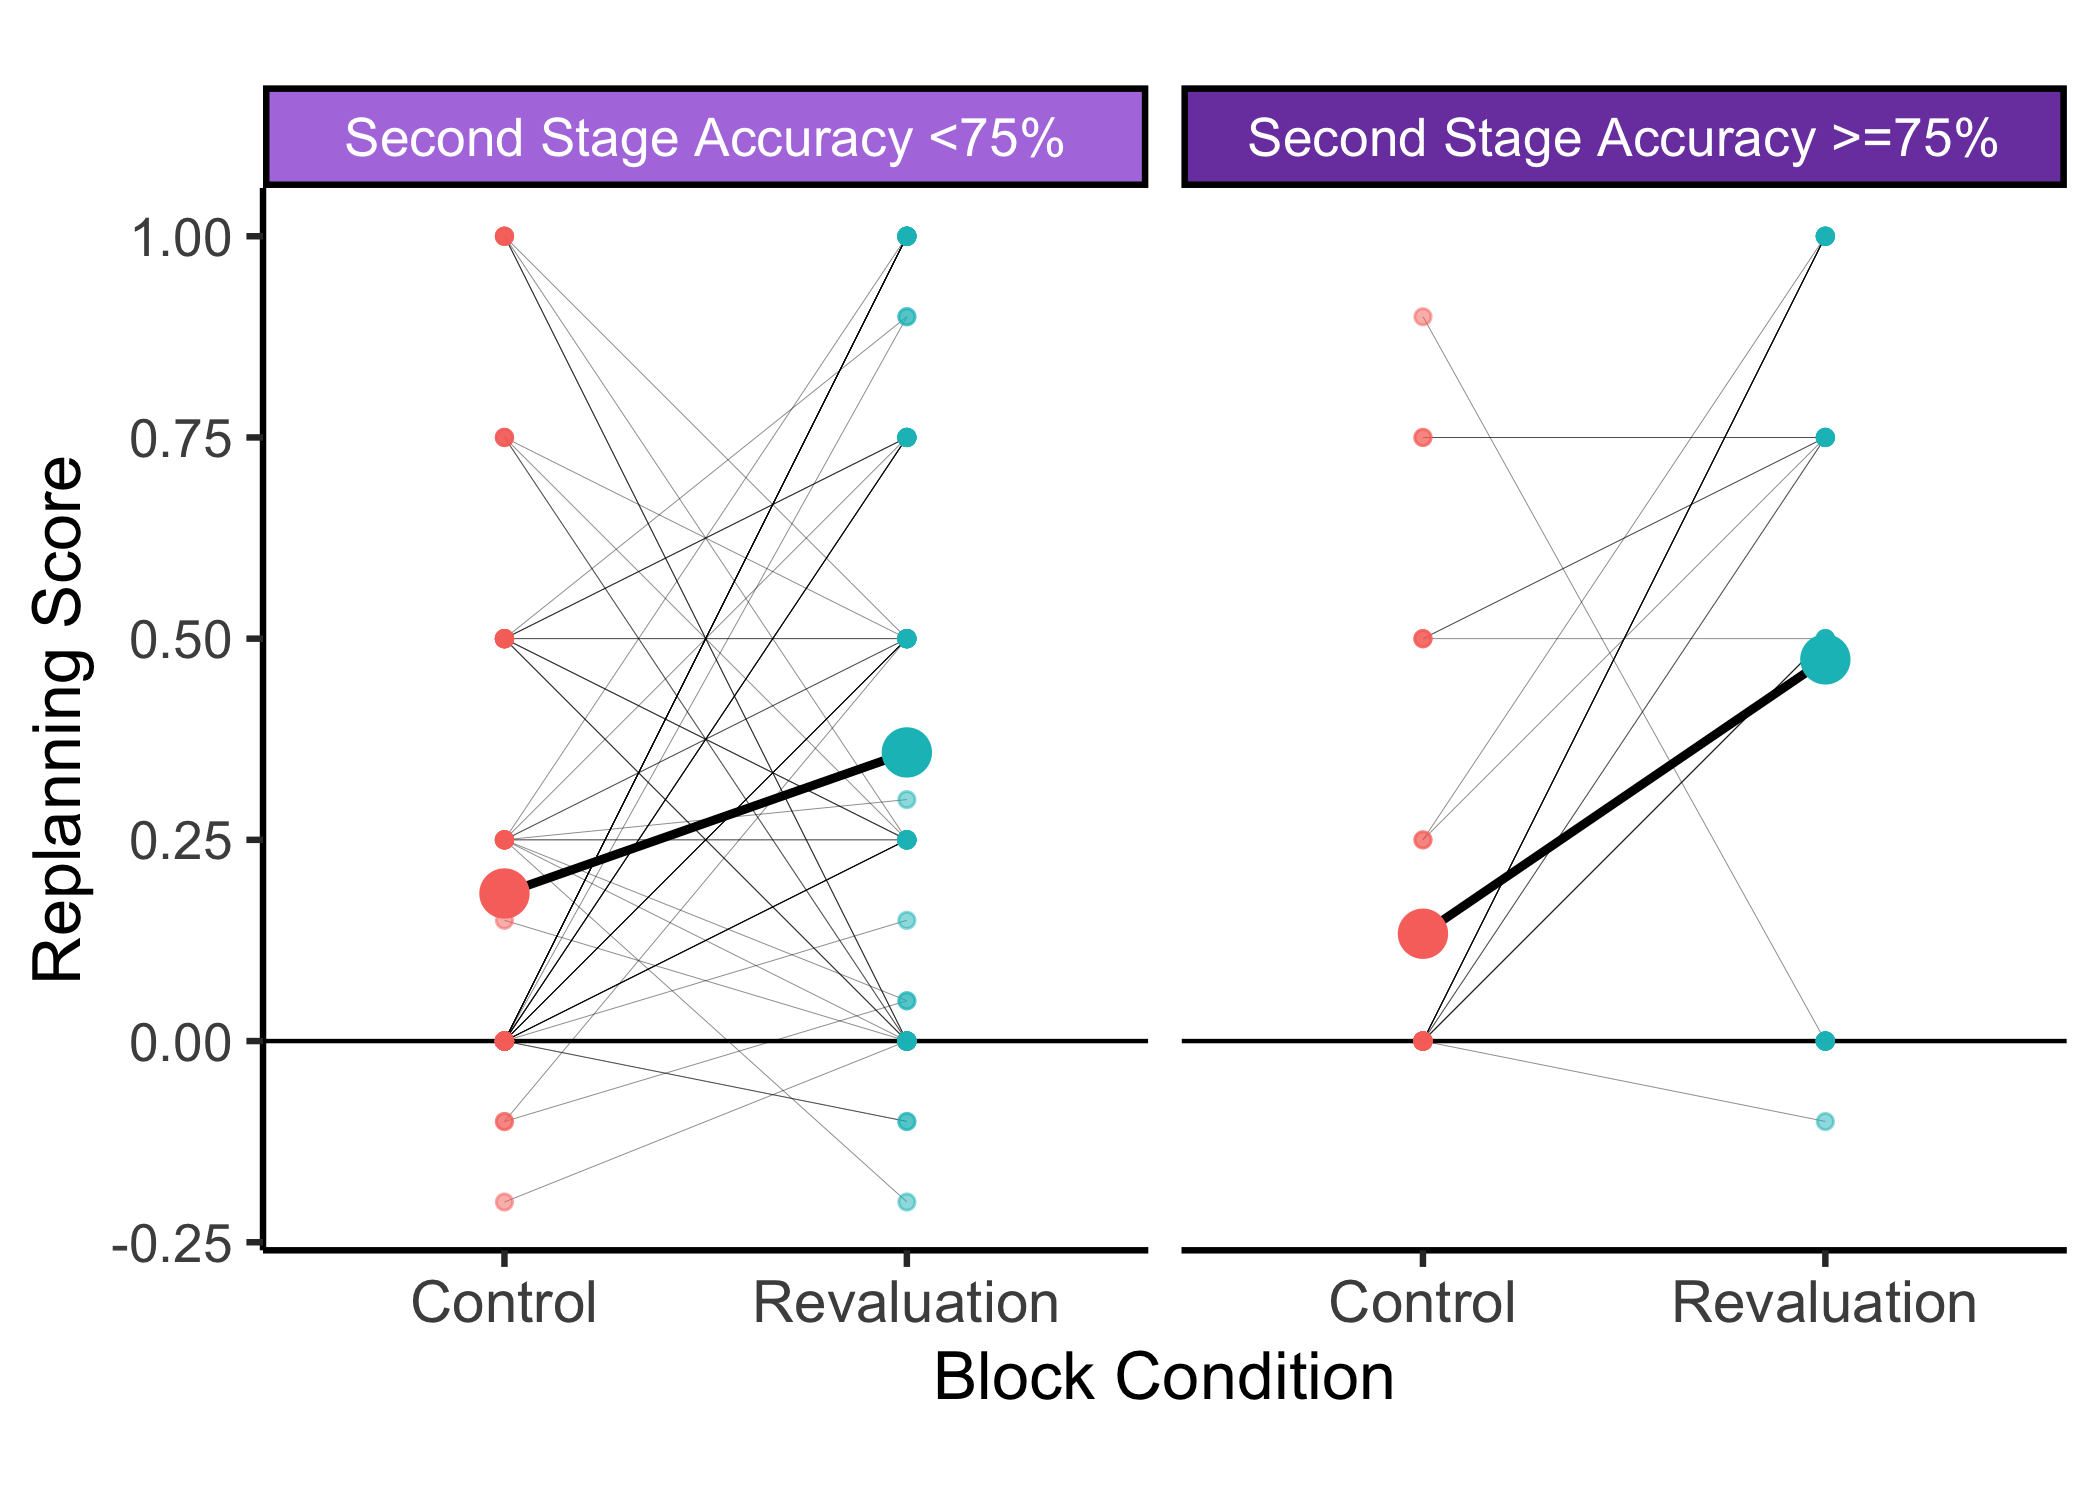 Second Stage Accuracy <75%
Second Stage Accuracy >=75%
Replanning Score
1.00
0.75
0.50
0.25
0.00
-0.25
Control
Revaluation
Control
Revaluation
Block Condition